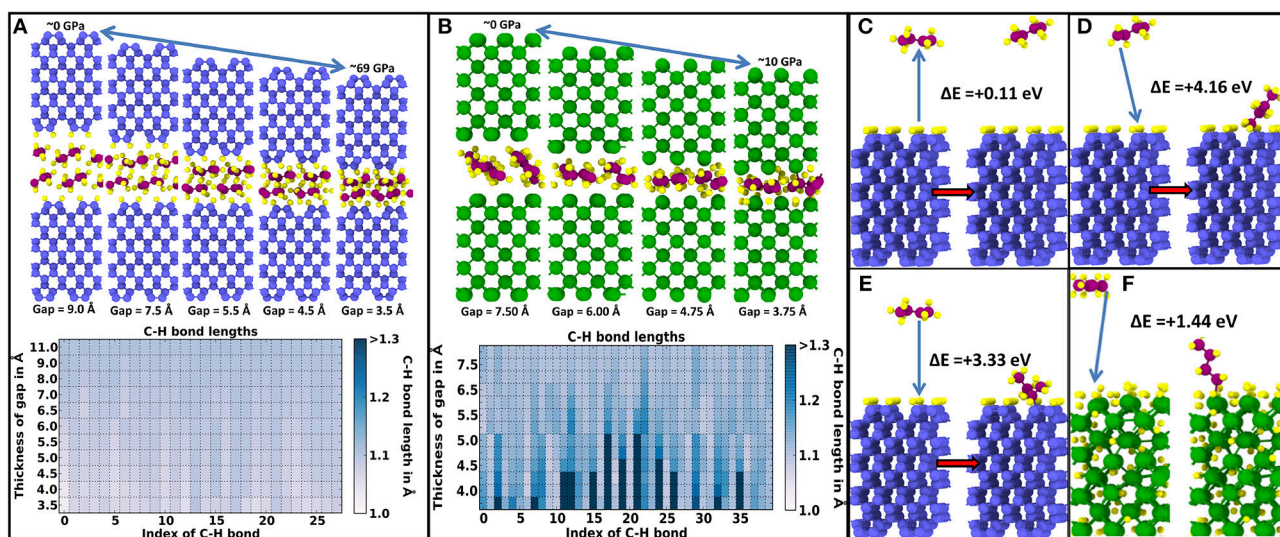 A
~0 GPa
~69 GPa
Gap = 9.0 Å Gap = 7.5 Å Gap = 5.5 Å Gap = 4.5 Å Gap = 3.5 Å
C-H bond lengths
Thickness of gap in Å
11.0
9.0
7.0
6.5
6.0
5.5
5.0
4.5
4.0
3.5
0 5 10 15 20 25
Index of C-H bond
>1.3
1.2
1.1
1.0
C-H bond length in Å
B
~0 GPa
~10 GPa
Gap = 7.50 Å Gap = 6.00 Å Gap = 4.75 Å Gap = 3.75 Å
C-H bond lengths
Thickness of gap in Å
7.5
6.5
5.5
5.0
4.5
4.0
0 5 10 15 20 25 30 35
Index of C-H bond
>1.3
1.2
1.1
1.0
C-H bond length in Å
C
ΔE =+0.11 eV
D
ΔE =+4.16 eV
E
ΔE =+3.33 eV
F
ΔE =+1.44 eV